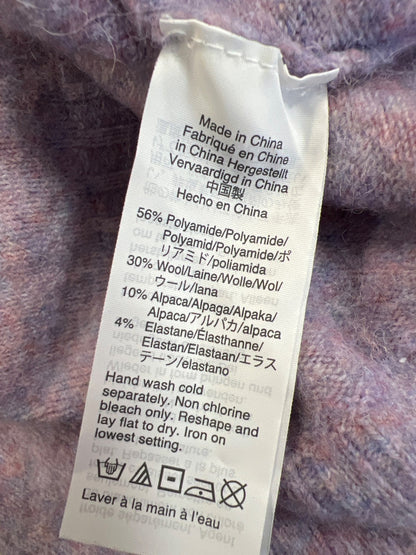 Made in China
Fabriqué en Chine
in China Hergestellt
Vervaardigd in China
中国製
Hecho en China
56% Polyamide/Polyamide/
Polyamid/Polyamide/ポ
リアミド/poliamida
30% Wool/Laine/Wolle/Wol/
ウール/lana
10% Alpaca/Alpaga/Alpaka/
Alpaca/アルパカ/alpaca
4% Elastane/Élasthanne/
Elastan/Elastaan/エラス
テーン/elastano
Hand wash cold
separately. Non chlorine
bleach only. Reshape and
lay flat to dry. Iron on
lowest setting.
Laver à la main à l'eau